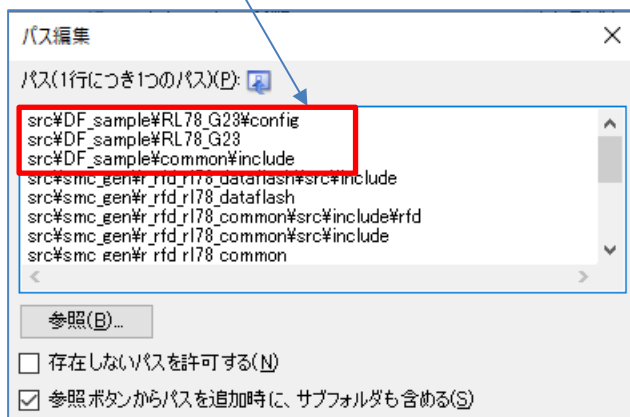 パス編集
パス(1行につき1つのパス)(P):
src¥DF_sample¥RL78_G23¥config
src¥DF_sample¥RL78_G23
src¥DF_sample¥common¥include
src¥smc_gen¥r_rfd_rl78_dataflash¥src¥include
src¥smc_gen¥r_rfd_rl78_dataflash
src¥smc_gen¥r_rfd_rl78_common¥src¥include¥rfd
src¥smc_gen¥r_rfd_rl78_common¥src¥include
src¥smc_gen¥r_rfd_rl78_common
参照(B)...
存在しないパスを許可する(N)
参照ボタンからパスを追加時に、サブフォルダも含める(S)